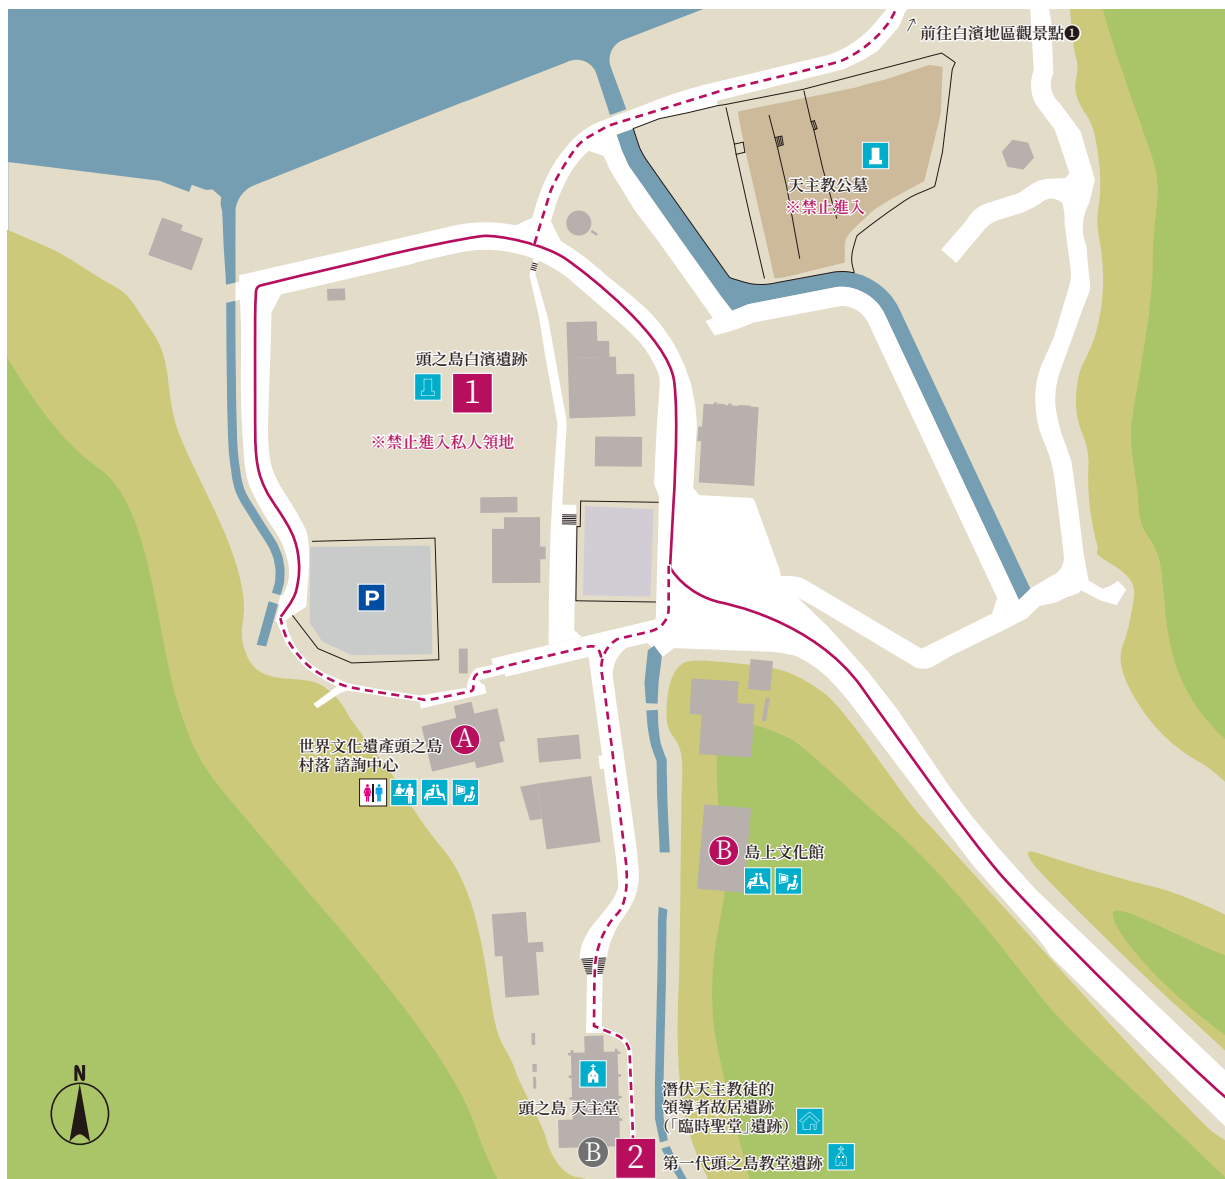 前往白濱地區觀景點❶
天主教公墓
※禁止進入
頭之島白濱遺跡
1
※禁止進入私人領地
P
世界文化遺產頭之島
村落 諮詢中心
A
B
島上文化館
N
頭之島 天主堂
潛伏天主教徒的
領導者故居遺跡
(「臨時聖堂」遺跡)
B
2
第一代頭之島教堂遺跡